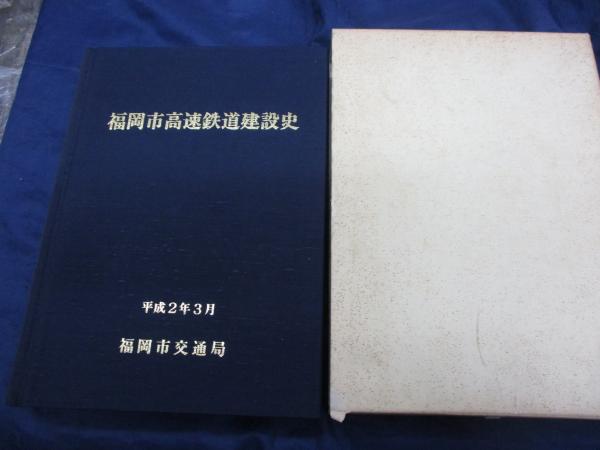 福岡市高速鉄道建設史
平成2年3月
福岡市交通局